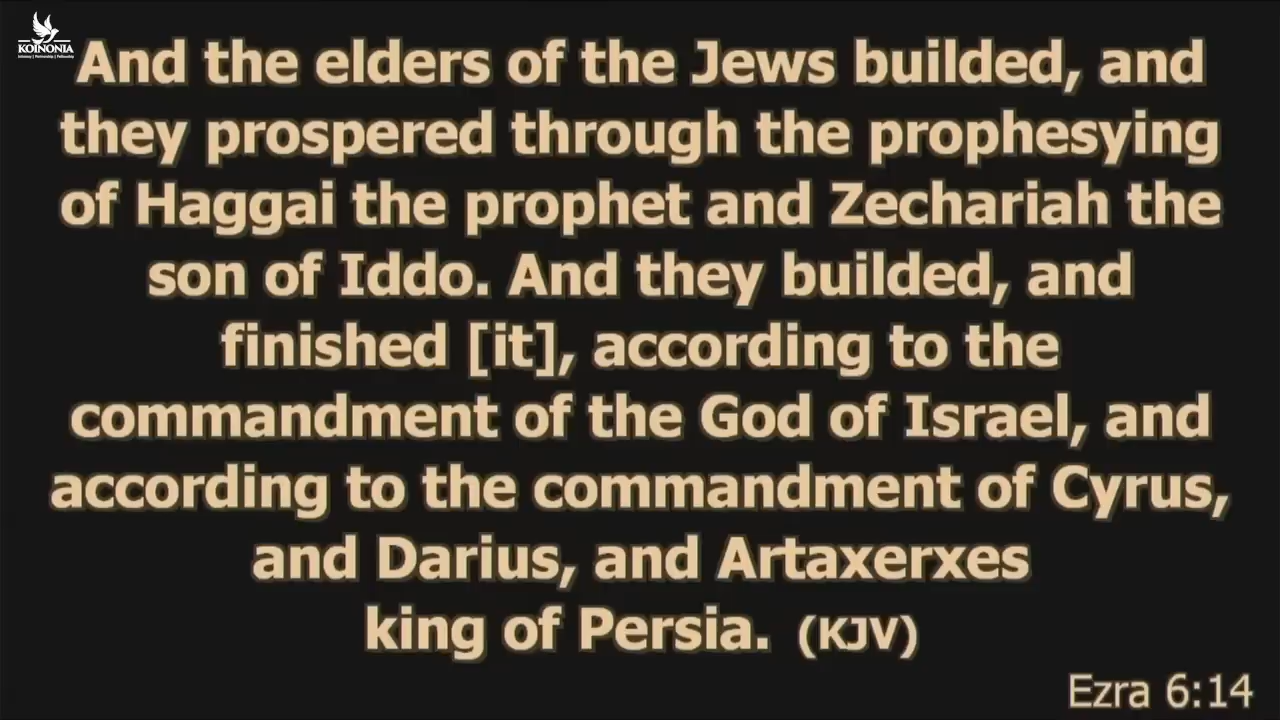 KOINONIA
Intimacy | Partnership | Fellowship
And the elders of the Jews builded, and
they prospered through the prophesying
of Haggai the prophet and Zechariah the
son of Iddo. And they builded, and
finished [it], according to the
commandment of the God of Israel, and
according to the commandment of Cyrus,
and Darius, and Artaxerxes
king of Persia. (KJV)
Ezra 6:14